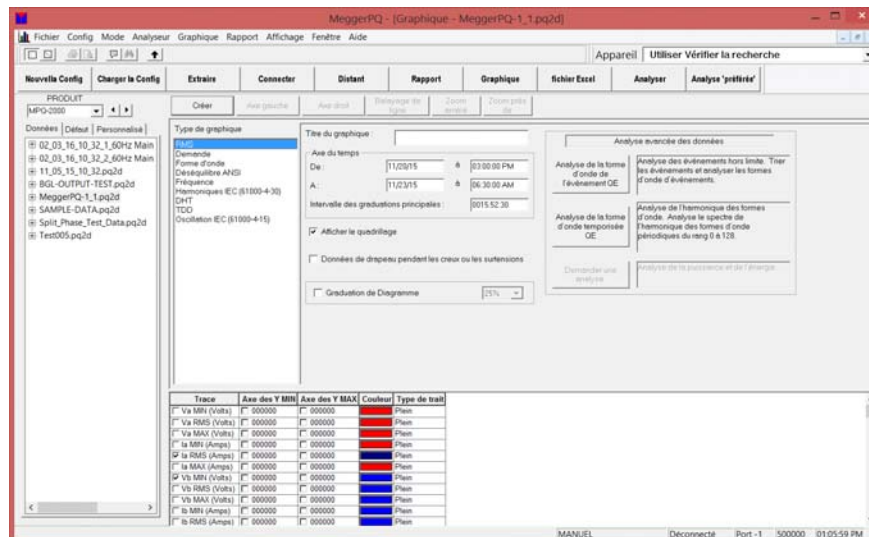 MeggerPQ - [Graphique - MeggerPQ-1_1.pq2d]
Fichier Config Mode Analyseur Graphique Rapport Affichage Fenêtre Aide
Appareil Utiliser Vérifier la recherche
Nouvella Config Charger la Config Extraire Connecter Distant Rapport Graphique fichier Excel Analyser Analyse 'préférée'
PRODUIT
MPQ-2000
Créer Axe gauche Axe droit Balayage de ligne Zoom arrière Zoom près de
Données Défaut Personnalisé
02_03_16_10_32_1_60Hz Main
02_03_16_10_32_2_60Hz Main
11_05_15_10_32.pq2d
BGL-OUTPUT-TEST.pq2d
MeggerPQ-1_1.pq2d
SAMPLE-DATA.pq2d
Split_Phase_Test_Data.pq2d
Test005.pq2d
Type de graphique
RMS
Demande
Forme d'onde
Déséquilibre ANSI
Fréquence
Harmoniques IEC (61000-4-30)
DHT
TDD
Oscillation IEC (61000-4-15)
Titre du graphique :
Axe du temps
De : 11/20/15 à 03:00:00 PM
A : 11/23/15 à 06:30:00 AM
Intervalle des graduations principales : 0015:52:30
Afficher le quadrillage
Données de drapeau pendant les creux ou les surtensions
Graduation de Diagramme 25%
Analyse avancée des données
Analyse de la forme d'onde de l'événement QE
Analyse des événements hors limite. Trier les événements et analyser les formes d'onde d'événements.
Analyse de la forme d'onde temporisée QE
Analyse de l'harmonique des formes d'onde. Analyse le spectre de l'harmonique des formes d'onde périodiques du rang 0 à 128.
Demander une analyse
Analyse de la puissance et de l'énergie
Trace Axe des Y MIN Axe des Y MAX Couleur Type de trait
Va MIN (Volts) 000000 000000 Plein
Va RMS (Volts) 000000 000000 Plein
Va MAX (Volts) 000000 000000 Plein
Ia MIN (Amps) 000000 000000 Plein
Ia RMS (Amps) 000000 000000 Plein
Ia MAX (Amps) 000000 000000 Plein
Vb MIN (Volts) 000000 000000 Plein
Vb RMS (Volts) 000000 000000 Plein
Vb MAX (Volts) 000000 000000 Plein
Ib MIN (Amps) 000000 000000 Plein
Ib RMS (Amps) 000000 000000 Plein
MANUEL Déconnecté Port -1 500000 01:05:59 PM